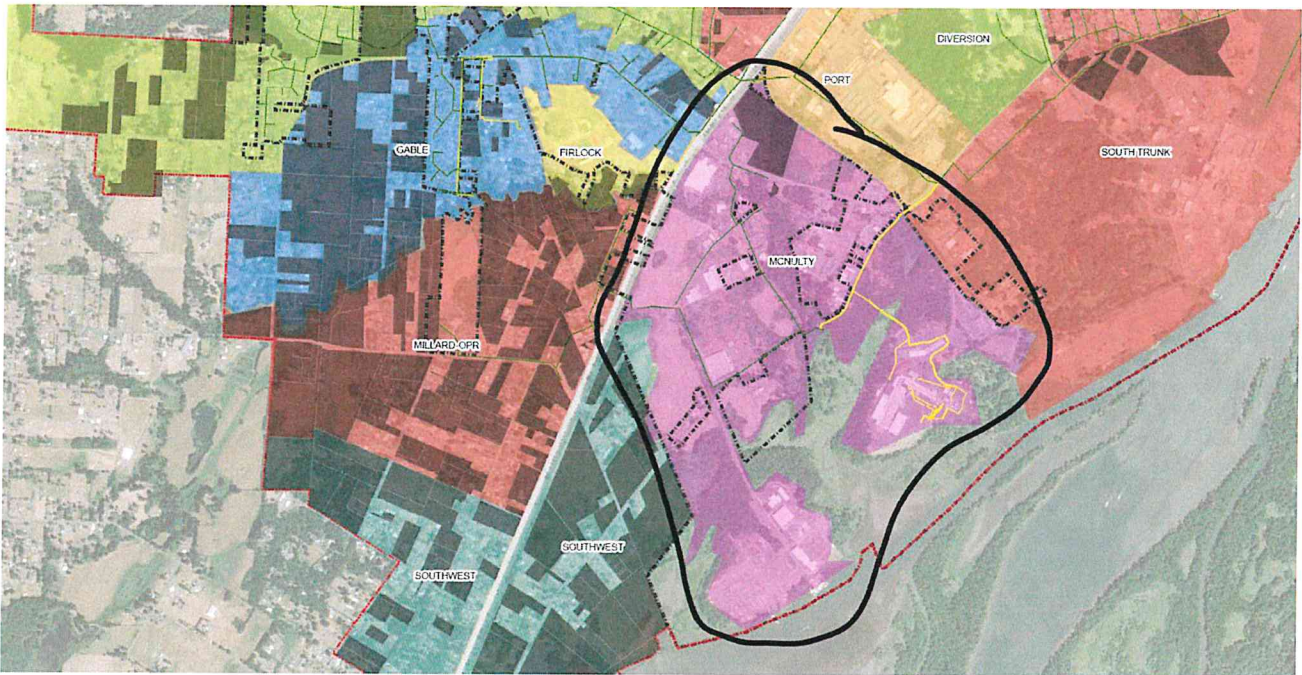 DIVERSION
PORT
GABLE
FIRLOCK
SOUTH TRUNK
MCNULTY
MILLARD-OPR
SOUTHWEST
SOUTHWEST